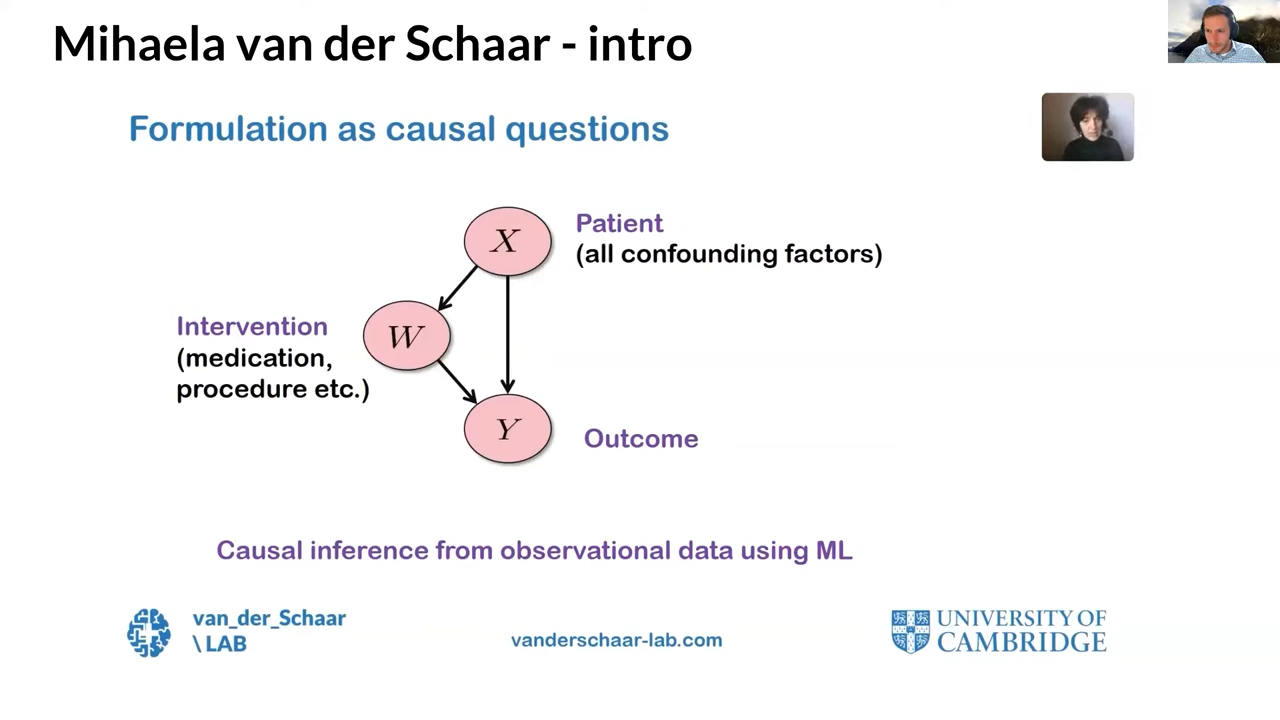 Mihaela van der Schaar - intro
Formulation as causal questions
X
Patient
(all confounding factors)
Intervention
(medication,
procedure etc.)
W
Y
Outcome
Causal inference from observational data using ML
van_der_Schaar
\ LAB
vanderschaar-lab.com
UNIVERSITY OF
CAMBRIDGE